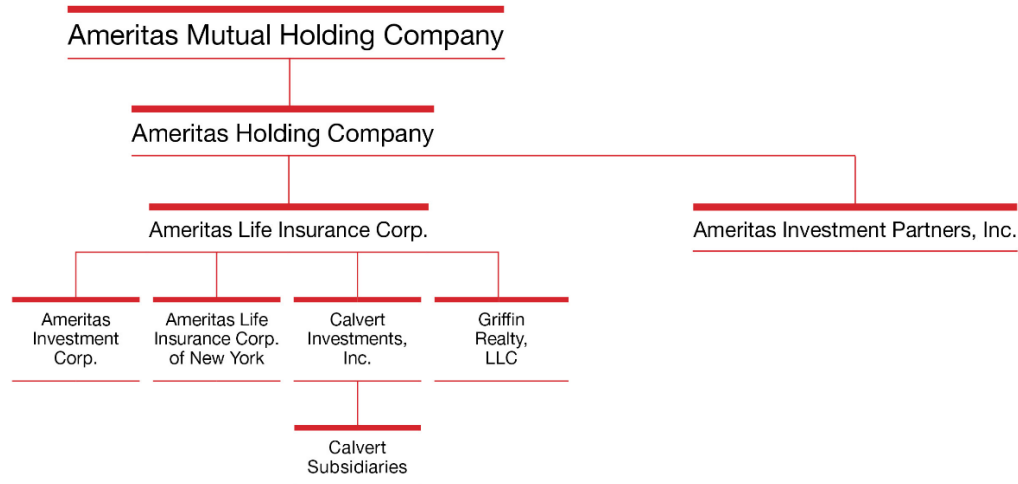 Ameritas Mutual Holding Company
Ameritas Holding Company
Ameritas Life Insurance Corp.
Ameritas Investment Partners, Inc.
Ameritas
Investment
Corp.
Ameritas Life
Insurance Corp.
of New York
Calvert
Investments,
Inc.
Griffin
Realty,
LLC
Calvert
Subsidiaries